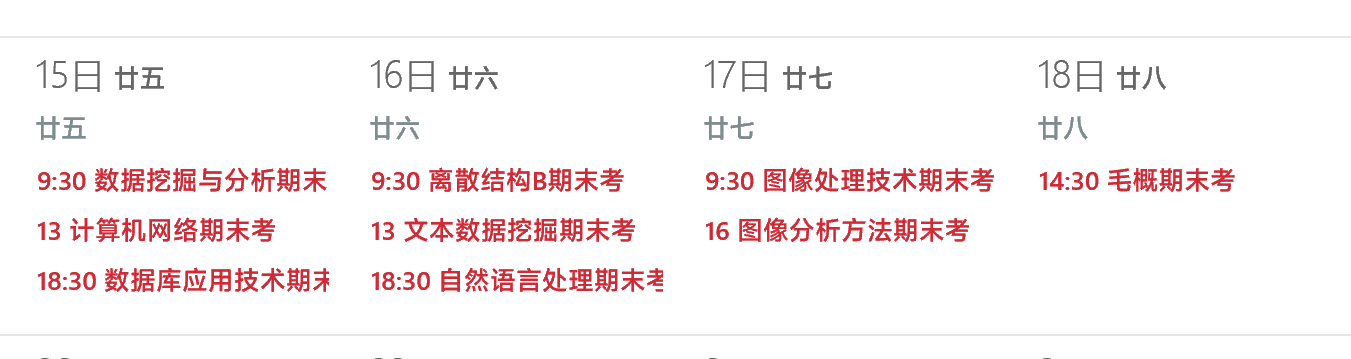 15日 廿五
廿五
9:30 数据挖掘与分析期末
13 计算机网络期末考
18:30 数据库应用技术期末
16日 廿六
廿六
9:30 离散结构B期末考
13 文本数据挖掘期末考
18:30 自然语言处理期末考
17日 廿七
廿七
9:30 图像处理技术期末考
16 图像分析方法期末考
18日 廿八
廿八
14:30 毛概期末考